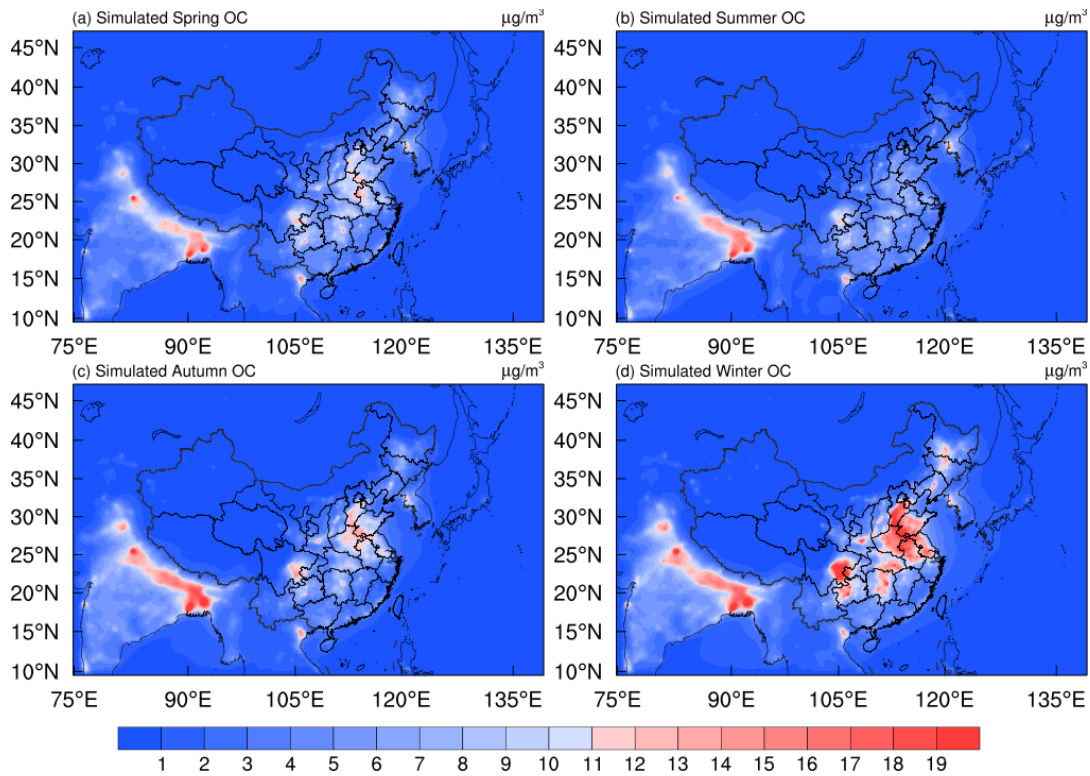 (a) Simulated Spring OC μg/m³
45°N
40°N
35°N
30°N
25°N
20°N
15°N
10°N
75°E 90°E 105°E 120°E 135°E
(b) Simulated Summer OC μg/m³
45°N
40°N
35°N
30°N
25°N
20°N
15°N
10°N
75°E 90°E 105°E 120°E 135°E
(c) Simulated Autumn OC μg/m³
45°N
40°N
35°N
30°N
25°N
20°N
15°N
10°N
75°E 90°E 105°E 120°E 135°E
(d) Simulated Winter OC μg/m³
45°N
40°N
35°N
30°N
25°N
20°N
15°N
10°N
75°E 90°E 105°E 120°E 135°E
1 2 3 4 5 6 7 8 9 10 11 12 13 14 15 16 17 18 19